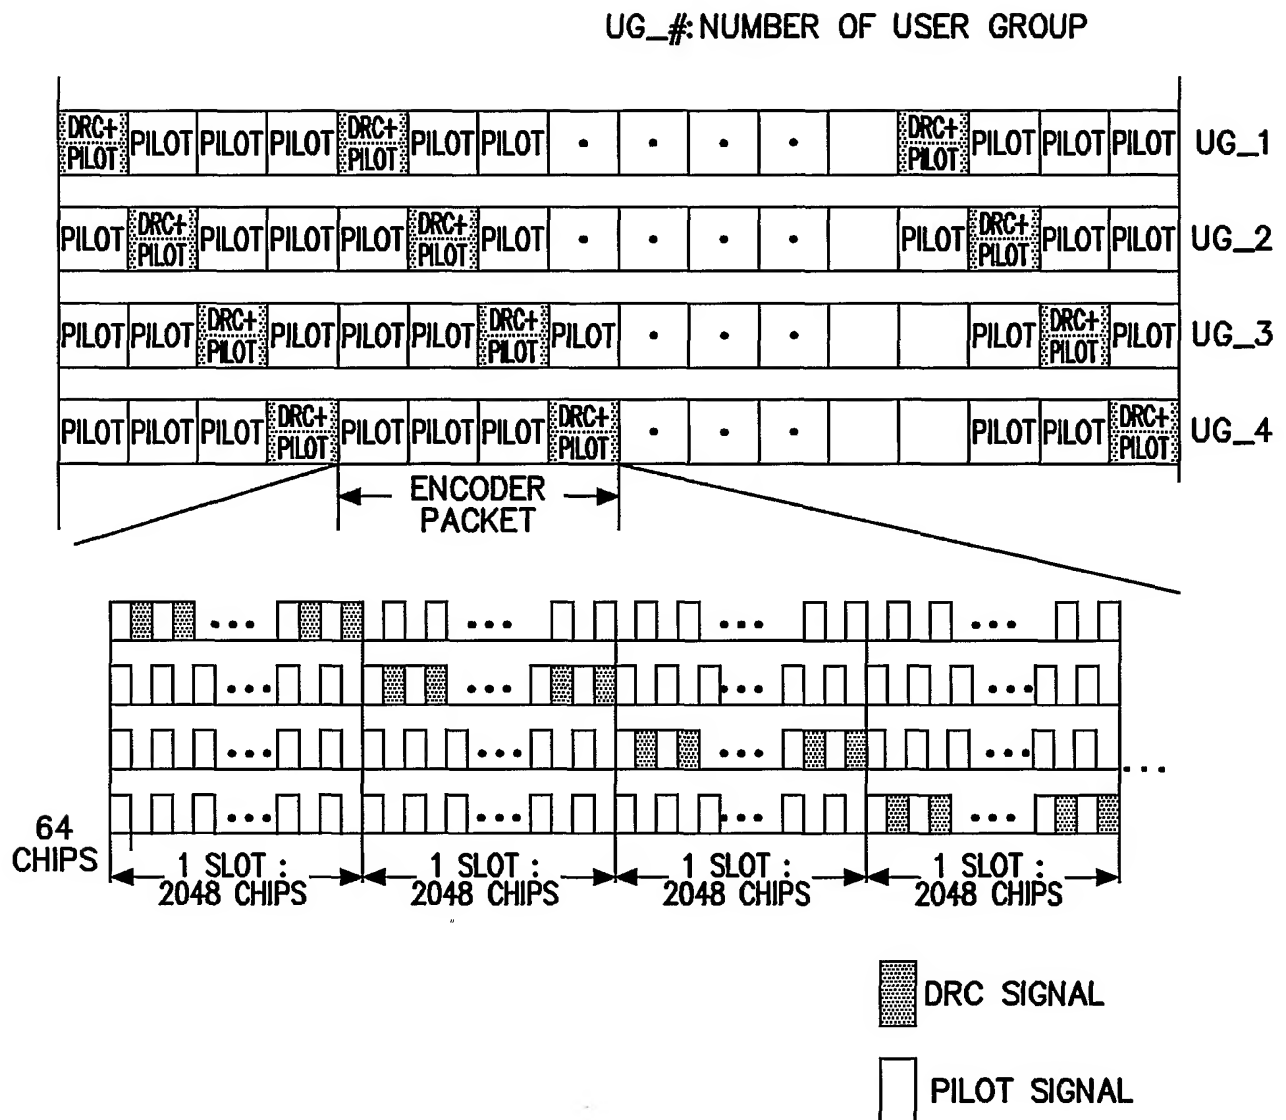 UG_#:NUMBER OF USER GROUP
DRC+ PILOT PILOT PILOT PILOT DRC+ PILOT PILOT PILOT • • • • DRC+ PILOT PILOT PILOT PILOT UG_1
PILOT DRC+ PILOT PILOT PILOT PILOT DRC+ PILOT PILOT • • • • PILOT DRC+ PILOT PILOT PILOT UG_2
PILOT PILOT DRC+ PILOT PILOT PILOT PILOT DRC+ PILOT PILOT • • • PILOT DRC+ PILOT PILOT UG_3
PILOT PILOT PILOT DRC+ PILOT PILOT PILOT PILOT DRC+ PILOT • • • PILOT PILOT DRC+ PILOT UG_4
ENCODER
PACKET
64
CHIPS
1 SLOT :
2048 CHIPS
1 SLOT :
2048 CHIPS
1 SLOT :
2048 CHIPS
1 SLOT :
2048 CHIPS
DRC SIGNAL
PILOT SIGNAL